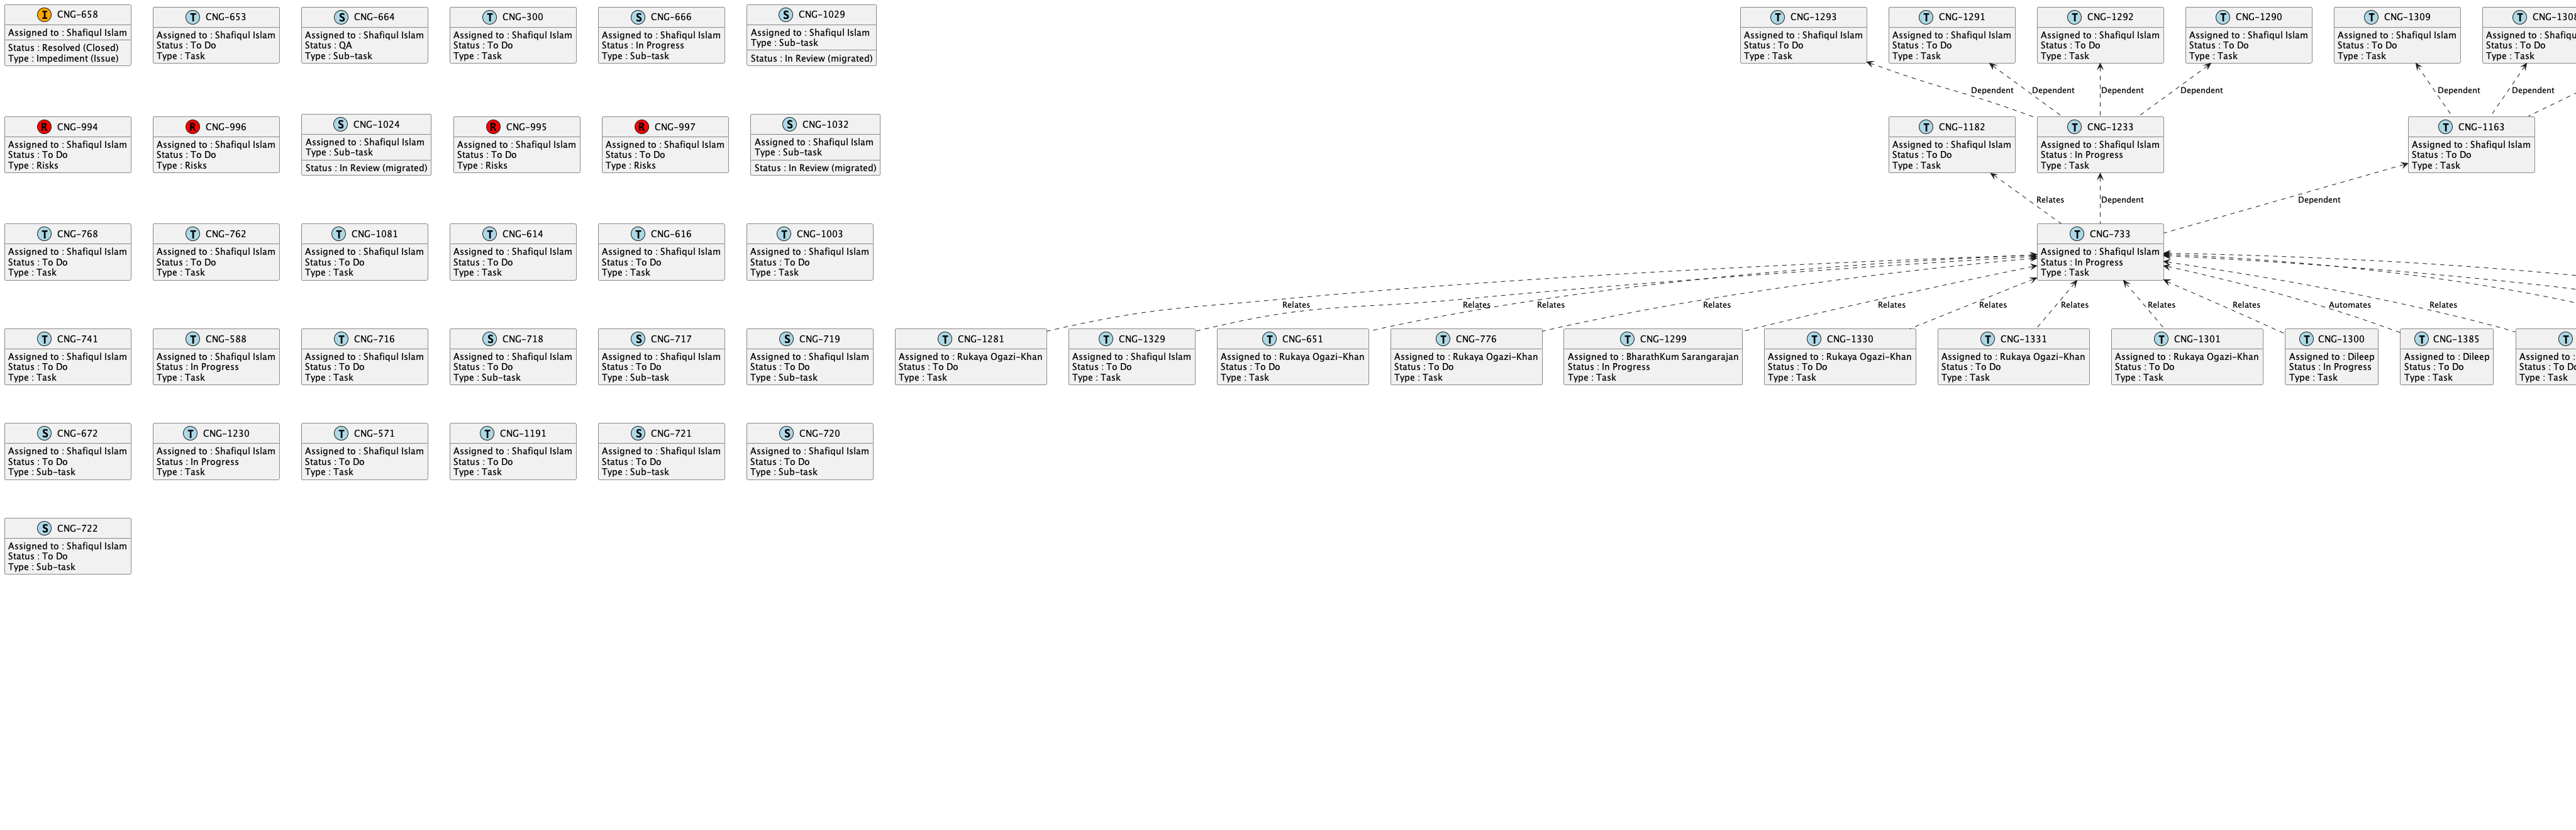 I CNG-658
Assigned to : Shafiqul Islam
Status : Resolved (Closed)
Type : Impediment (Issue)
T CNG-653
Assigned to : Shafiqul Islam
Status : To Do
Type : Task
S CNG-664
Assigned to : Shafiqul Islam
Status : QA
Type : Sub-task
T CNG-300
Assigned to : Shafiqul Islam
Status : To Do
Type : Task
S CNG-666
Assigned to : Shafiqul Islam
Status : In Progress
Type : Sub-task
S CNG-1029
Assigned to : Shafiqul Islam
Type : Sub-task
Status : In Review (migrated)
T CNG-1293
Assigned to : Shafiqul Islam
Status : To Do
Type : Task
T CNG-1291
Assigned to : Shafiqul Islam
Status : To Do
Type : Task
T CNG-1292
Assigned to : Shafiqul Islam
Status : To Do
Type : Task
T CNG-1290
Assigned to : Shafiqul Islam
Status : To Do
Type : Task
T CNG-1309
Assigned to : Shafiqul Islam
Status : To Do
Type : Task
T
Assigned to :
Status : To Do
Type : Task
Dependent
Dependent
Dependent
Dependent
Dependent
Dependent
R CNG-994
Assigned to : Shafiqul Islam
Status : To Do
Type : Risks
R CNG-996
Assigned to : Shafiqul Islam
Status : To Do
Type : Risks
S CNG-1024
Assigned to : Shafiqul Islam
Type : Sub-task
Status : In Review (migrated)
R CNG-995
Assigned to : Shafiqul Islam
Status : To Do
Type : Risks
R CNG-997
Assigned to : Shafiqul Islam
Status : To Do
Type : Risks
S CNG-1032
Assigned to : Shafiqul Islam
Type : Sub-task
Status : In Review (migrated)
T CNG-1182
Assigned to : Shafiqul Islam
Status : To Do
Type : Task
T CNG-1233
Assigned to : Shafiqul Islam
Status : In Progress
Type : Task
T CNG-1163
Assigned to : Shafiqul Islam
Status : To Do
Type : Task
Relates
Dependent
Dependent
T CNG-768
Assigned to : Shafiqul Islam
Status : To Do
Type : Task
T CNG-762
Assigned to : Shafiqul Islam
Status : To Do
Type : Task
T CNG-1081
Assigned to : Shafiqul Islam
Status : To Do
Type : Task
T CNG-614
Assigned to : Shafiqul Islam
Status : To Do
Type : Task
T CNG-616
Assigned to : Shafiqul Islam
Status : To Do
Type : Task
T CNG-1003
Assigned to : Shafiqul Islam
Status : To Do
Type : Task
T CNG-733
Assigned to : Shafiqul Islam
Status : In Progress
Type : Task
Relates
Relates
Relates
Relates
Relates
Relates
Relates
Relates
Relates
Automates
Relates
T CNG-741
Assigned to : Shafiqul Islam
Status : To Do
Type : Task
T CNG-588
Assigned to : Shafiqul Islam
Status : In Progress
Type : Task
T CNG-716
Assigned to : Shafiqul Islam
Status : To Do
Type : Task
S CNG-718
Assigned to : Shafiqul Islam
Status : To Do
Type : Sub-task
S CNG-717
Assigned to : Shafiqul Islam
Status : To Do
Type : Sub-task
S CNG-719
Assigned to : Shafiqul Islam
Status : To Do
Type : Sub-task
T CNG-1281
Assigned to : Rukaya Ogazi-Khan
Status : To Do
Type : Task
T CNG-1329
Assigned to : Shafiqul Islam
Status : To Do
Type : Task
T CNG-651
Assigned to : Rukaya Ogazi-Khan
Status : To Do
Type : Task
T CNG-776
Assigned to : Rukaya Ogazi-Khan
Status : To Do
Type : Task
T CNG-1299
Assigned to : BharathKum Sarangarajan
Status : In Progress
Type : Task
T CNG-1330
Assigned to : Rukaya Ogazi-Khan
Status : To Do
Type : Task
T CNG-1331
Assigned to : Rukaya Ogazi-Khan
Status : To Do
Type : Task
T CNG-1301
Assigned to : Rukaya Ogazi-Khan
Status : To Do
Type : Task
T CNG-1300
Assigned to : Dileep
Status : In Progress
Type : Task
T CNG-1385
Assigned to : Dileep
Status : To Do
Type : Task
T
Assigned to :
Status : To
Type : Task
S CNG-672
Assigned to : Shafiqul Islam
Status : To Do
Type : Sub-task
T CNG-1230
Assigned to : Shafiqul Islam
Status : In Progress
Type : Task
T CNG-571
Assigned to : Shafiqul Islam
Status : To Do
Type : Task
T CNG-1191
Assigned to : Shafiqul Islam
Status : To Do
Type : Task
S CNG-721
Assigned to : Shafiqul Islam
Status : To Do
Type : Sub-task
S CNG-720
Assigned to : Shafiqul Islam
Status : To Do
Type : Sub-task
S CNG-722
Assigned to : Shafiqul Islam
Status : To Do
Type : Sub-task